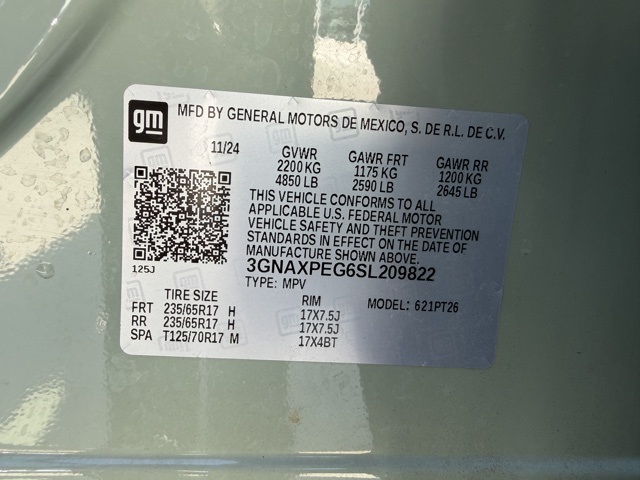 gm MFD BY GENERAL MOTORS DE MEXICO, S. DE R.L. DE C.V.
11/24 GVWR GAWR FRT GAWR RR
2200 KG 1175 KG 1200 KG
4850 LB 2590 LB 2645 LB
THIS VEHICLE CONFORMS TO ALL
APPLICABLE U.S. FEDERAL MOTOR
VEHICLE SAFETY AND THEFT PREVENTION
STANDARDS IN EFFECT ON THE DATE OF
MANUFACTURE SHOWN ABOVE.
125J 3GNAXPEG6SL209822
TYPE: MPV
TIRE SIZE RIM MODEL: 621PT26
FRT 235/65R17 H 17X7.5J
RR 235/65R17 H 17X7.5J
SPA T125/70R17 M 17X4BT